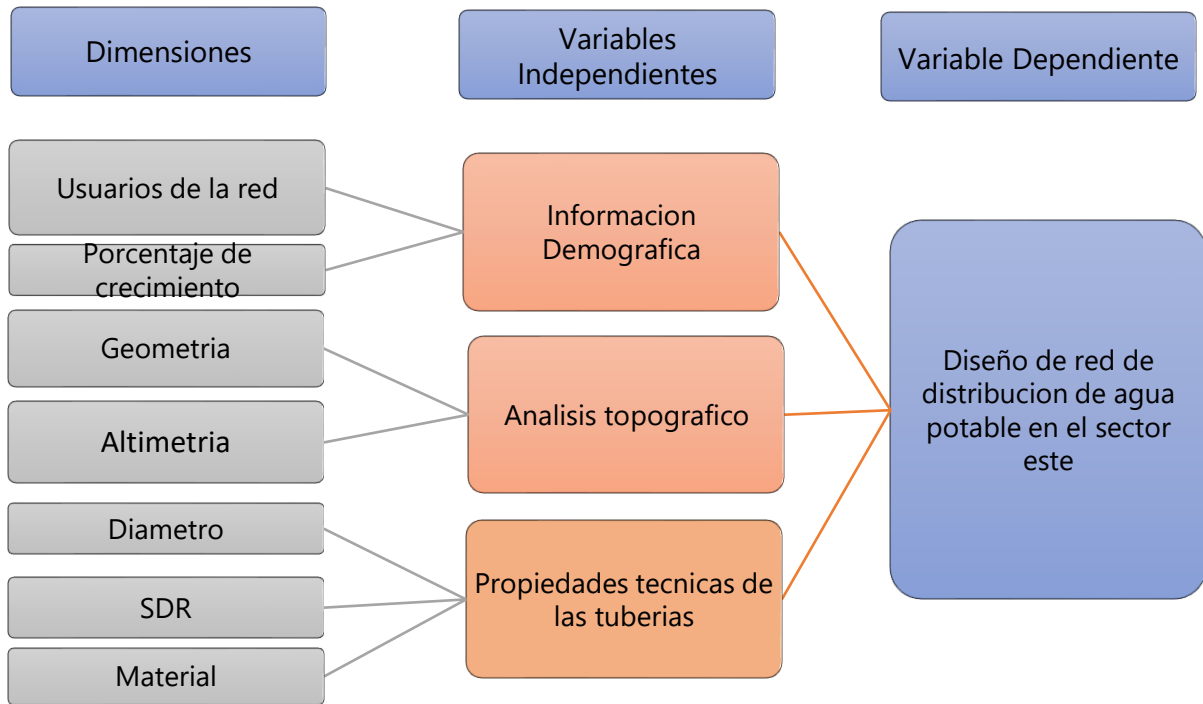 Dimensiones
Variables
Independientes
Variable Dependiente
Usuarios de la red
Porcentaje de
crecimiento
Geometria
Altimetria
Diametro
SDR
Material
Informacion
Demografica
Analisis topografico
Propiedades tecnicas de
las tuberias
Diseño de red de
distribucion de agua
potable en el sector
este